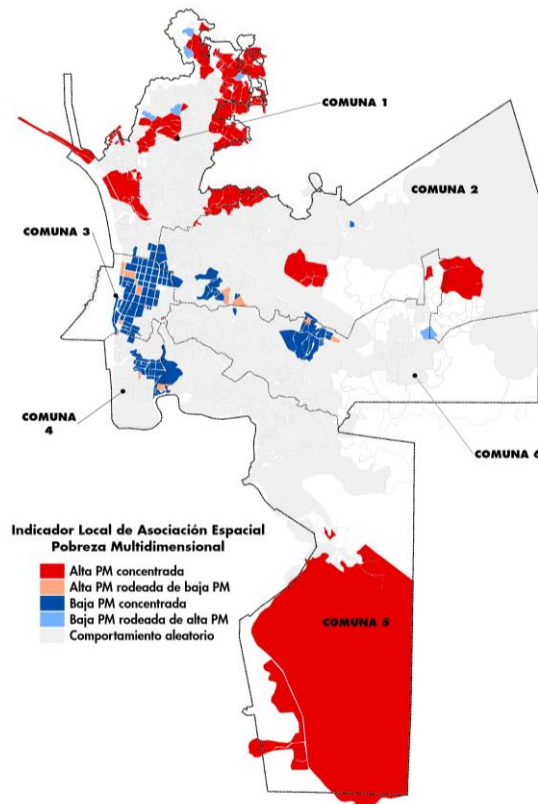 COMUNA 1
COMUNA 2
COMUNA 3
COMUNA
4
COMUNA 6
Indicador Local de Asociación Espacial
Pobreza Multidimensional
Alta PM concentrada
Alta PM rodeada de baja PM
Baja PM concentrada
Baja PM rodeada de alta PM
Comportamiento aleatorio
COMUNA 5